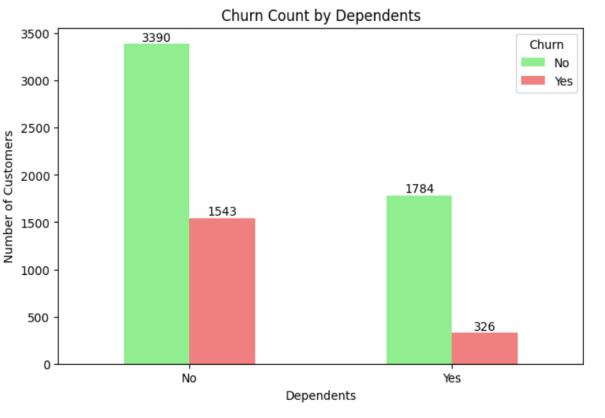 Churn Count by Dependents
Number of Customers
3500
3000
2500
2000
1500
1000
500
0
3390
1543
1784
326
Churn
No
Yes
No
Yes
Dependents